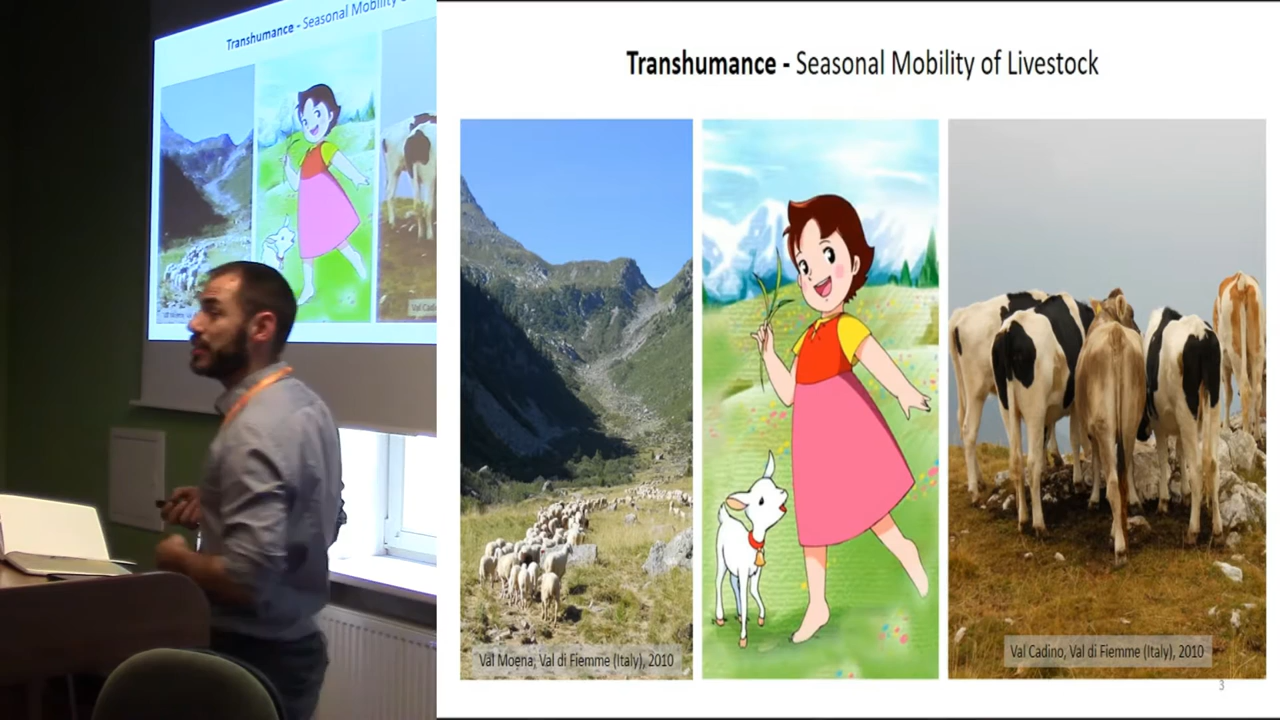 Transhumance - Seasonal Mobility
Transhumance - Seasonal Mobility of Livestock
Val Moena, Val di Fiemme (Italy), 2010
Val Cadino, Val di Fiemme (Italy), 2010
3